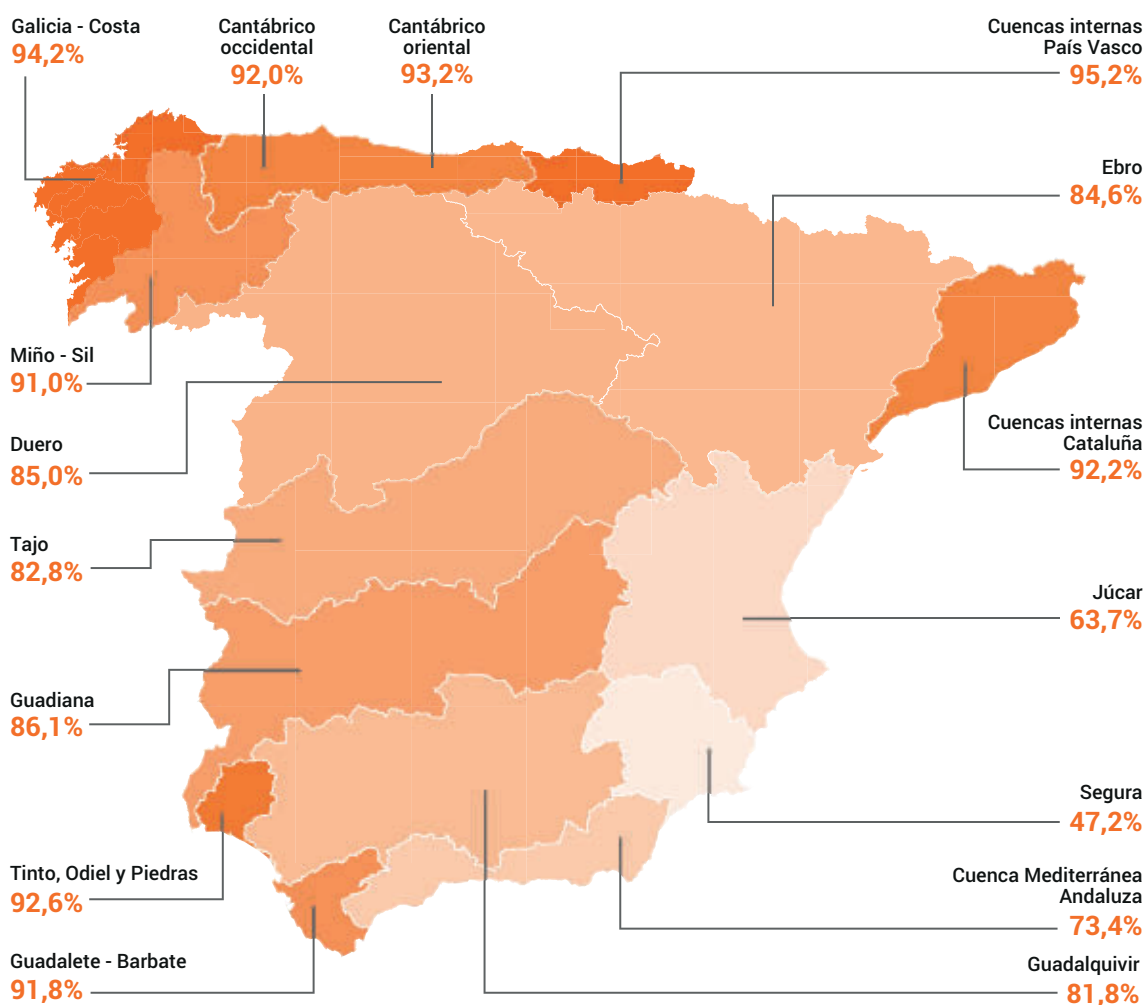 Galicia - Costa
94,2%
Cantábrico
occidental
92,0%
Cantábrico
oriental
93,2%
Cuencas internas
País Vasco
95,2%
Ebro
84,6%
Miño - Sil
91,0%
Cuencas internas
Cataluña
92,2%
Duero
85,0%
Tajo
82,8%
Júcar
63,7%
Guadiana
86,1%
Segura
47,2%
Tinto, Odiel y Piedras
92,6%
Cuenca Mediterránea
Andaluza
73,4%
Guadalete - Barbate
91,8%
Guadalquivir
81,8%